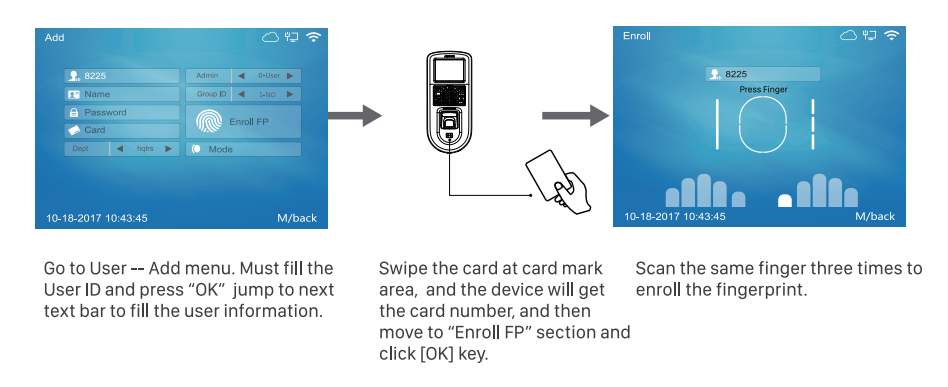 Add
8225
Name
Password
Card
Dept hqtrs
Admin 0-User
Group ID 1-NO
Enroll FP
Mode
10-18-2017 10:43:45 M/back
Enroll
8225
Press Finger
10-18-2017 10:43:45 M/back
Go to User -- Add menu. Must fill the
User ID and press “OK” jump to next
text bar to fill the user information.
Swipe the card at card mark
area, and the device will get
the card number, and then
move to “Enroll FP” section and
click [OK] key.
Scan the same finger three times to
enroll the fingerprint.